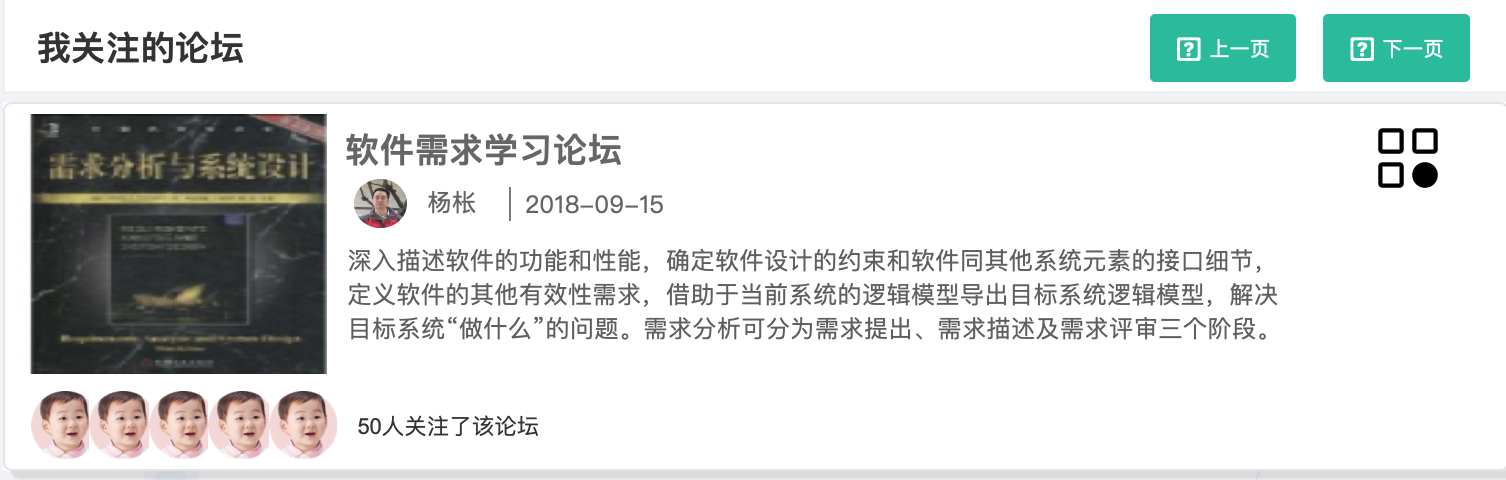 我关注的论坛
上一页
下一页
需求分析与系统设计
软件需求学习论坛
杨枨
2018-09-15
深入描述软件的功能和性能，确定软件设计的约束和软件同其他系统元素的接口细节，
定义软件的其他有效性需求，借助于当前系统的逻辑模型导出目标系统逻辑模型，解决
目标系统“做什么”的问题。需求分析可分为需求提出、需求描述及需求评审三个阶段。
Requirements Analysis and System Design
50人关注了该论坛